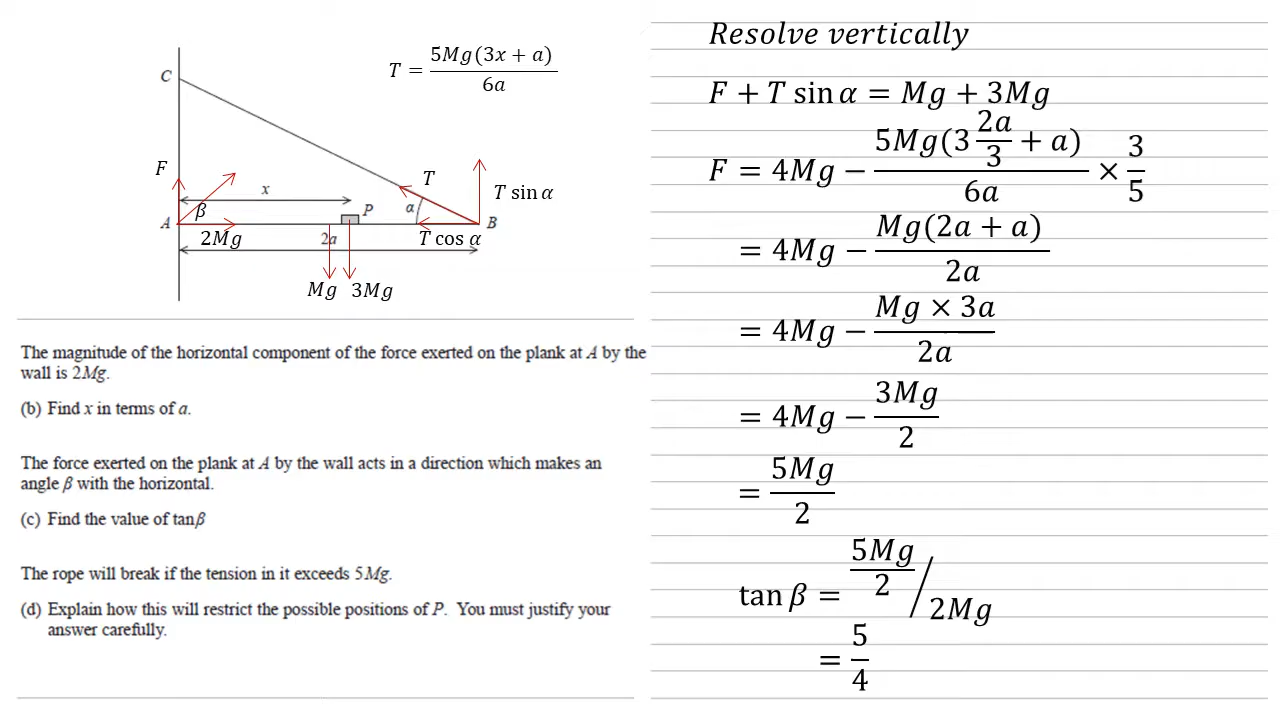 T = 5Mg(3x + a) / 6a
C
F
x
T
T sin α
β
P
α
A
B
2Mg
2a
T cos α
Mg
3Mg
The magnitude of the horizontal component of the force exerted on the plank at A by the
wall is 2Mg.
(b) Find x in terms of a.
The force exerted on the plank at A by the wall acts in a direction which makes an
angle β with the horizontal.
(c) Find the value of tanβ
The rope will break if the tension in it exceeds 5Mg.
(d) Explain how this will restrict the possible positions of P. You must justify your
answer carefully.
Resolve vertically
F + T sin α = Mg + 3Mg
F = 4Mg − 5Mg(3 2a/3 + a) / 6a × 3/5
= 4Mg − Mg(2a + a) / 2a
= 4Mg − Mg × 3a / 2a
= 4Mg − 3Mg / 2
= 5Mg / 2
tan β = 5Mg/2 / 2Mg
= 5/4